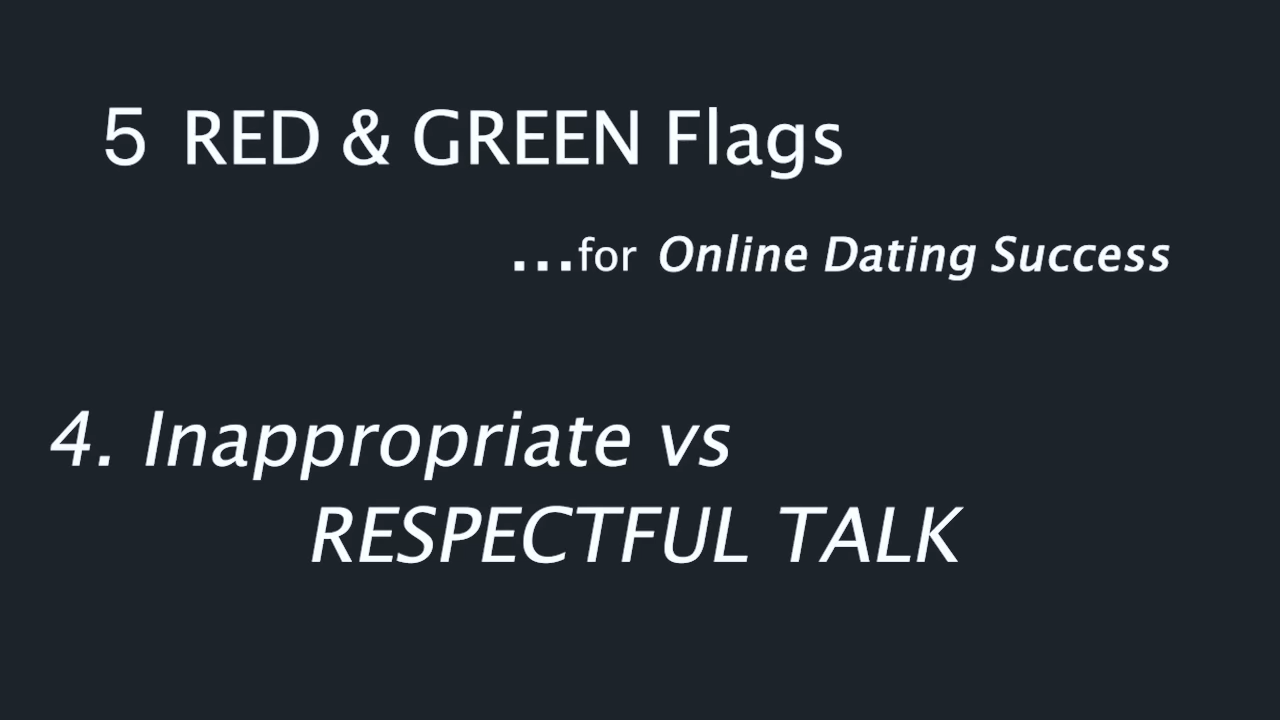 5 RED & GREEN Flags
...for Online Dating Success
4. Inappropriate vs
RESPECTFUL TALK